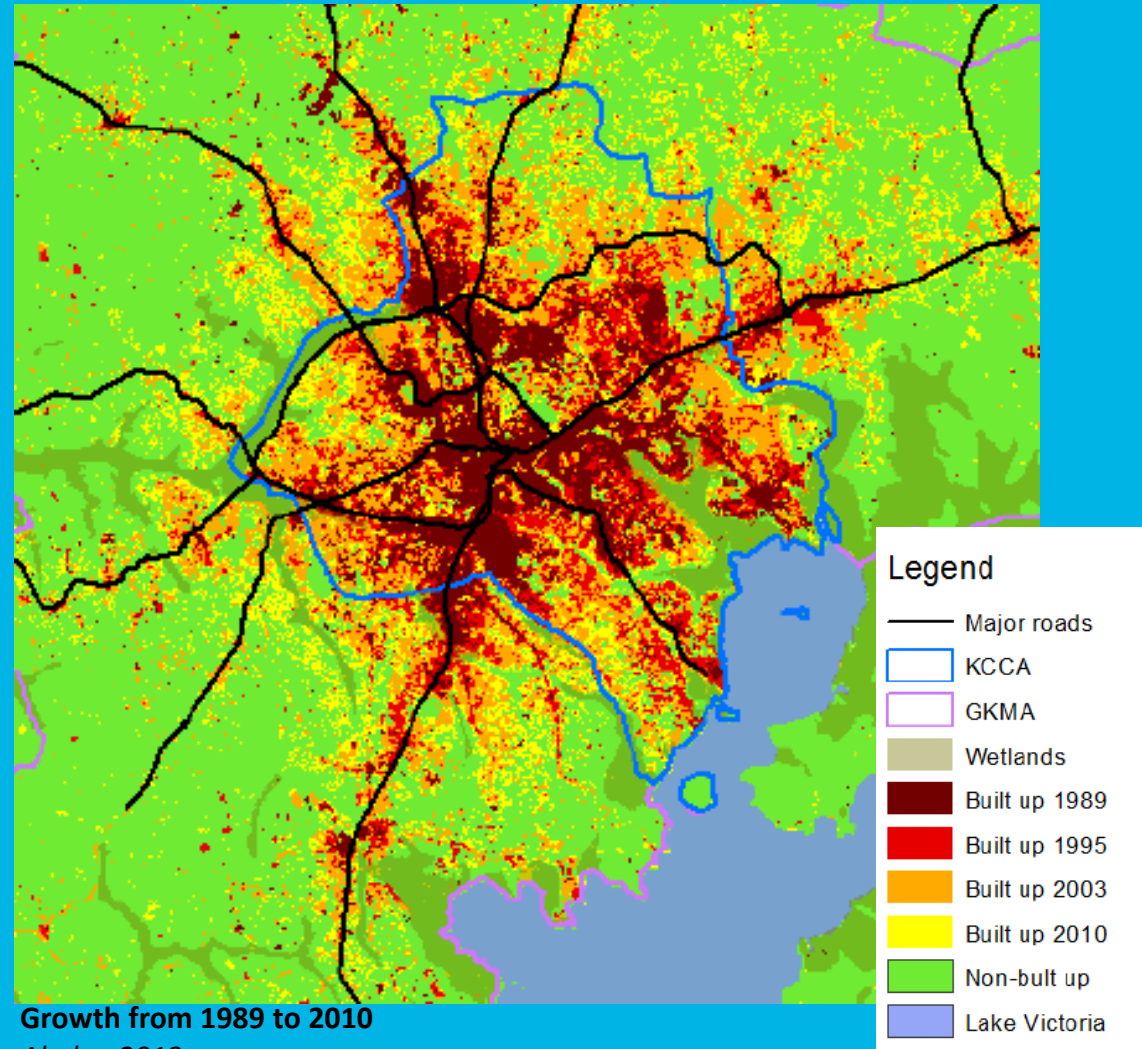 Legend
Major roads
KCCA
GKMA
Wetlands
Built up 1989
Built up 1995
Built up 2003
Built up 2010
Non-bult up
Lake Victoria
Growth from 1989 to 2010